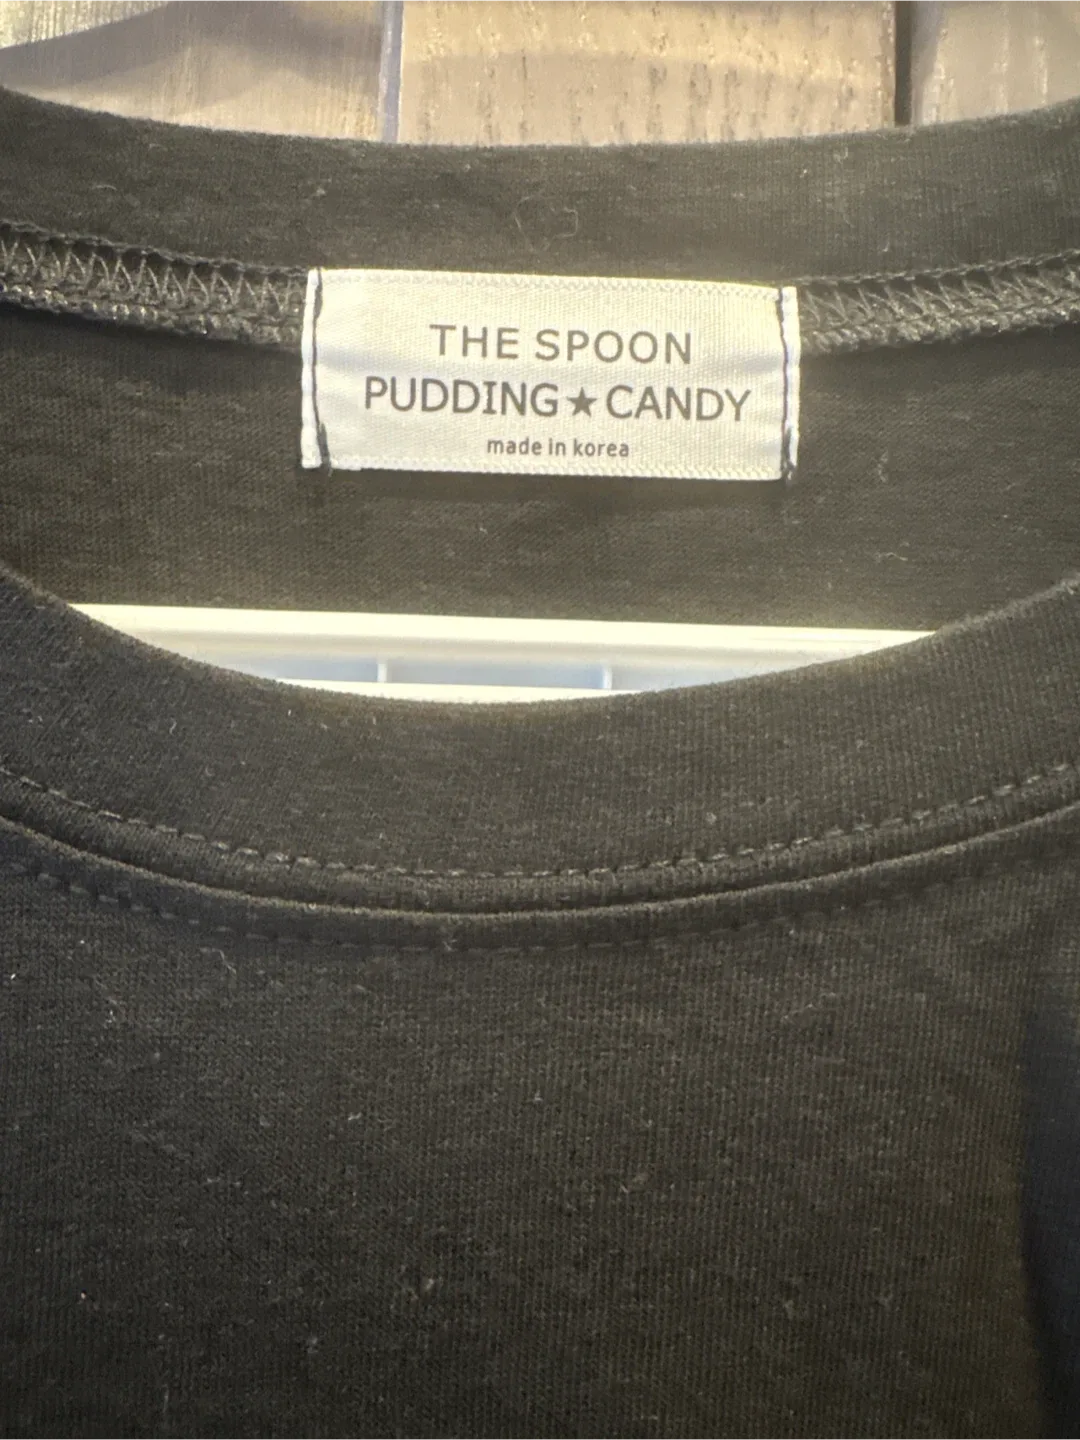 THE SPOON
PUDDING★CANDY
made in korea